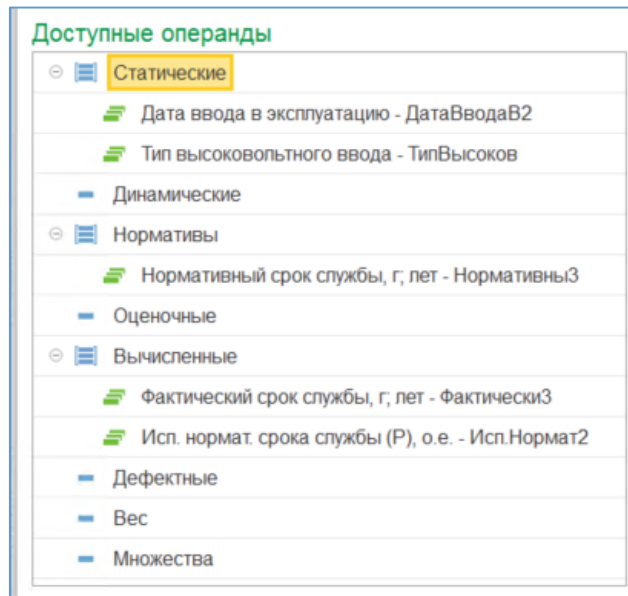 Доступные операнды
Статические
Дата ввода в эксплуатацию - ДатаВводаВ2
Тип высоковольтного ввода - ТипВысоков
Динамические
Нормативы
Нормативный срок службы, г; лет - Нормативны3
Оценочные
Вычисленные
Фактический срок службы, г; лет - Фактически3
Исп. нормат. срока службы (Р), о.е. - Исп.Нормат2
Дефектные
Вес
Множества